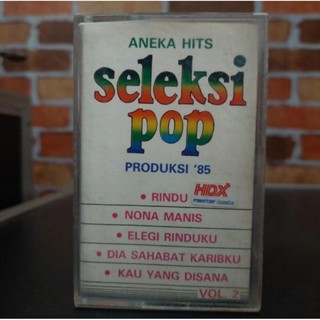 ANEKA HITS
seleksi
pop
PRODUKSI '85
• RINDU HDX
master
• NONA MANIS
• ELEGI RINDUKU
• DIA SAHABAT KARIBKU
• KAU YANG DISANA
VOL. 2